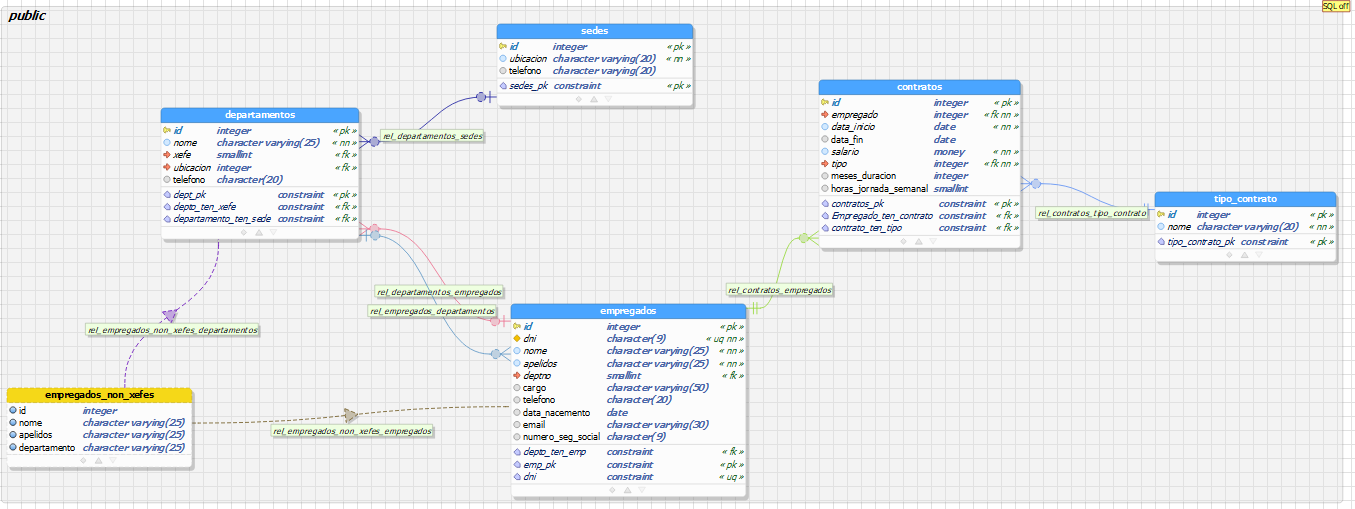 public
SQL off
sedes
id integer « pk »
ubicacion character varying(20) « nn »
telefono character varying(20)
sedes_pk constraint « pk »
departamentos
id integer « pk »
nome character varying(25) « nn »
xefe smallint « fk »
ubicacion integer « fk »
telefono character(20)
dept_pk constraint « pk »
depto_ten_xefe constraint « fk »
departamento_ten_sede constraint « fk »
rel_departamentos_sedes
contratos
id integer « pk »
empregado integer « fk nn »
data_inicio date « nn »
data_fin date
salario money « nn »
tipo integer « fk nn »
meses_duracion integer
horas_jornada_semanal smallint
contratos_pk constraint « pk »
Empregado_ten_contrato constraint « fk »
contrato_ten_tipo constraint « fk »
rel_contratos_tipo_contrato
tipo_contrato
id integer « pk »
nome character varying(20) « nn »
tipo_contrato_pk constraint « pk »
rel_departamentos_empregados
rel_empregados_departamentos
rel_contratos_empregados
rel_empregados_non_xefes_departamentos
empregados
id integer « pk »
dni character(9) « uq nn »
nome character varying(25) « nn »
apelidos character varying(25) « nn »
deptno smallint « fk »
cargo character varying(50)
telefono character(20)
data_nacemento date
email character varying(30)
numero_seg_social character(9)
depto_ten_emp constraint « fk »
emp_pk constraint « pk »
dni constraint « uq »
empregados_non_xefes
id integer
nome character varying(25)
apelidos character varying(25)
departamento character varying(25)
rel_empregados_non_xefes_empregados